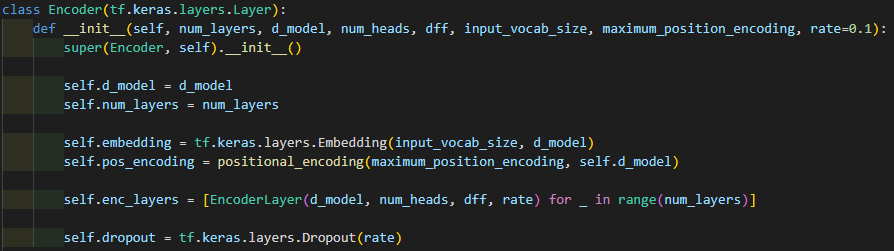 class Encoder(tf.keras.layers.Layer):
    def __init__(self, num_layers, d_model, num_heads, dff, input_vocab_size, maximum_position_encoding, rate=0.1):
        super(Encoder, self).__init__()

        self.d_model = d_model
        self.num_layers = num_layers

        self.embedding = tf.keras.layers.Embedding(input_vocab_size, d_model)
        self.pos_encoding = positional_encoding(maximum_position_encoding, self.d_model)

        self.enc_layers = [EncoderLayer(d_model, num_heads, dff, rate) for _ in range(num_layers)]

        self.dropout = tf.keras.layers.Dropout(rate)